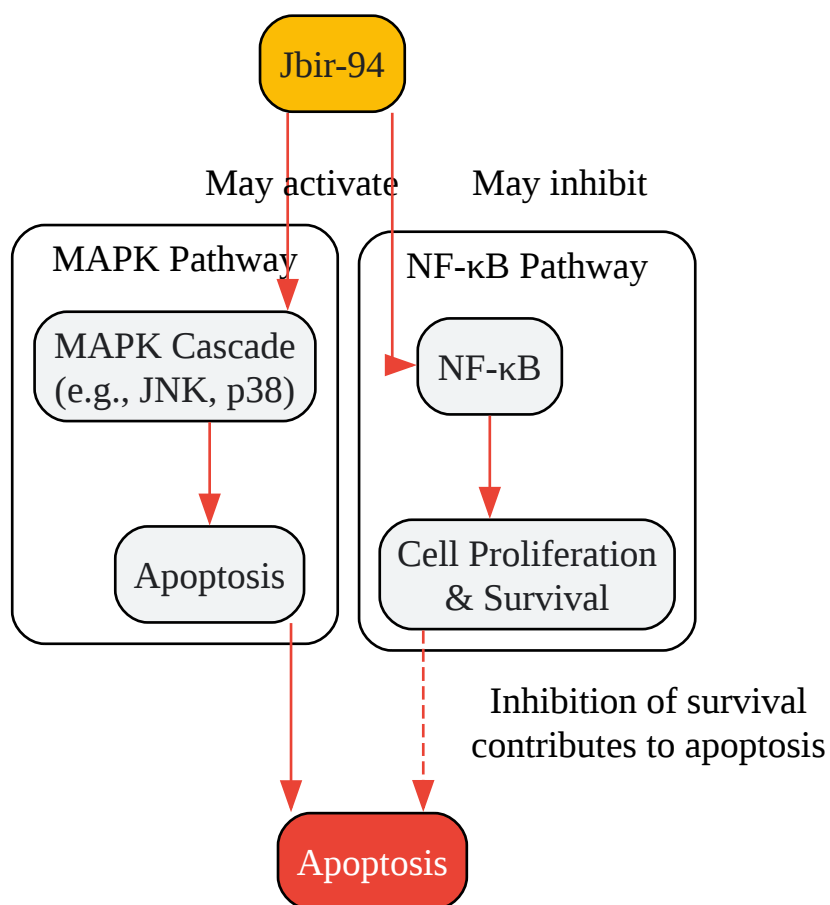 Jbir-94
May activate
May inhibit
MAPK Pathway
NF-κB Pathway
MAPK Cascade
(e.g., JNK, p38)
NF-κB
Apoptosis
Cell Proliferation
& Survival
Inhibition of survival
contributes to apoptosis
Apoptosis